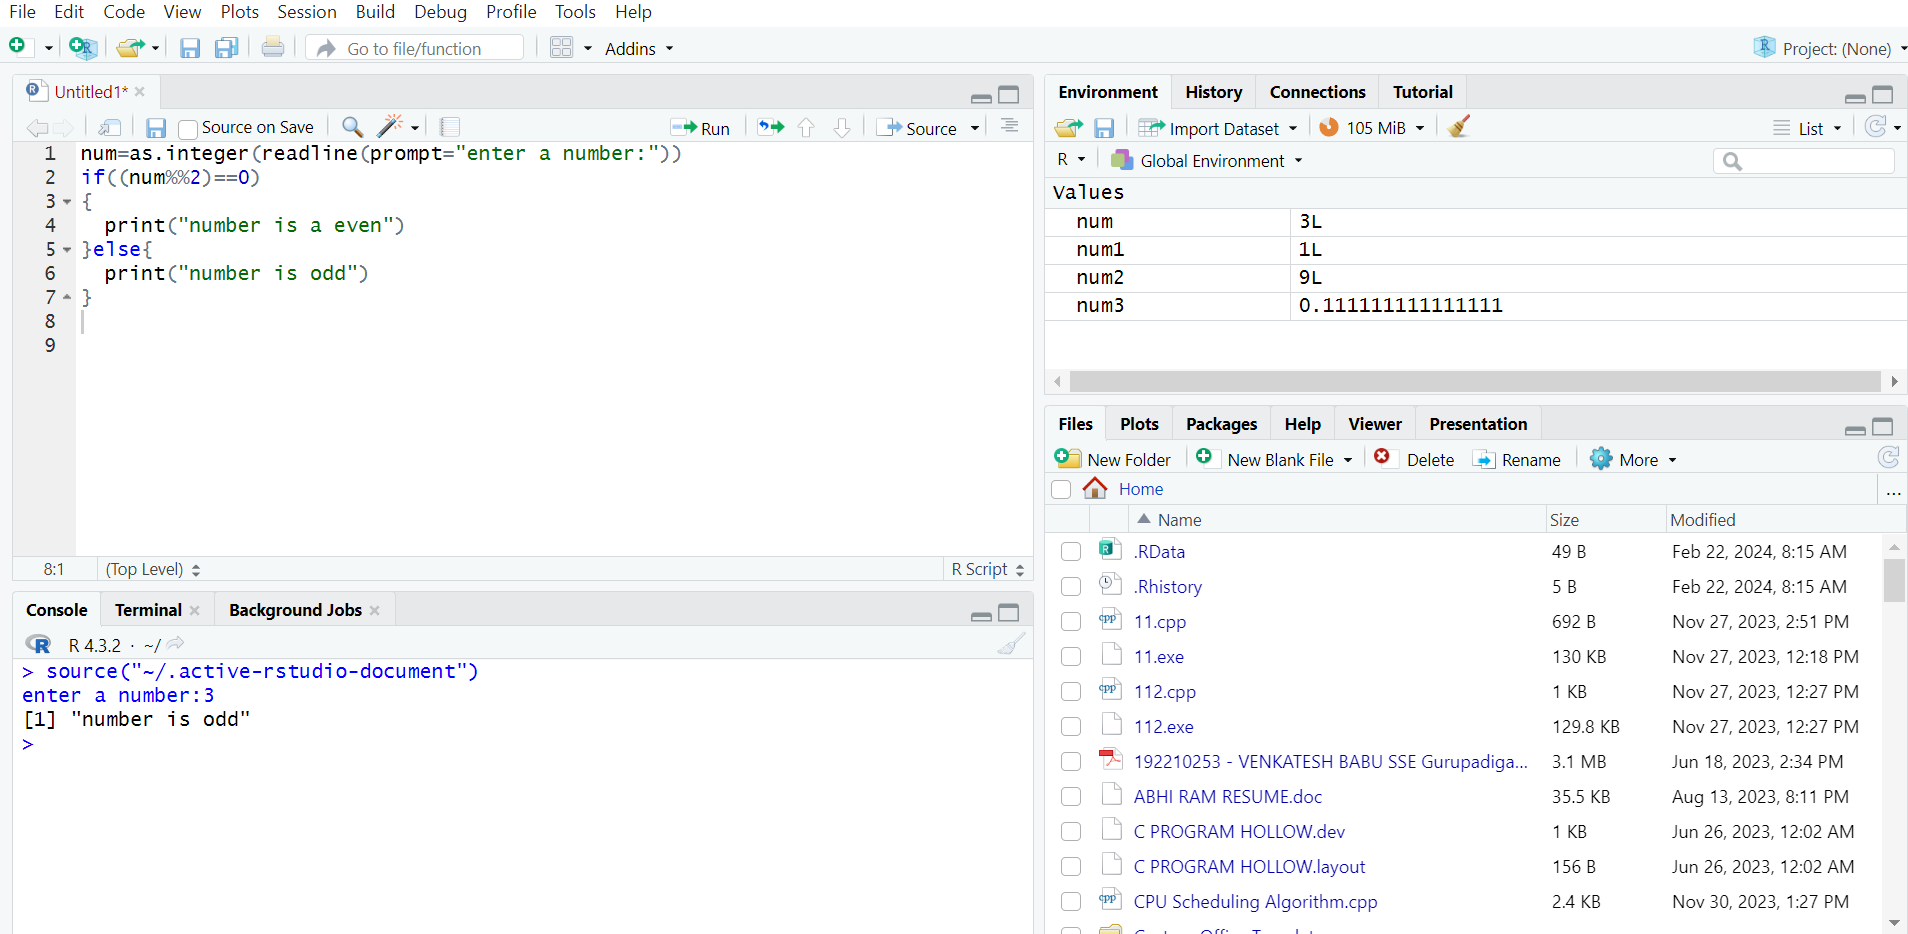 File Edit Code View Plots Session Build Debug Profile Tools Help
Go to file/function Addins Project: (None)
Untitled1*
Source on Save Run Source
1 num=as.integer(readline(prompt="enter a number:"))
2 if((num%%2)==0)
3 {
4 print("number is a even")
5 }else{
6 print("number is odd")
7 }
8
9
8:1 (Top Level) R Script
Console Terminal Background Jobs
R 4.3.2 · ~/
> source("~/.active-rstudio-document")
enter a number:3
[1] "number is odd"
>
Environment History Connections Tutorial
Import Dataset 105 MiB List
R Global Environment
Values
num 3L
num1 1L
num2 9L
num3 0.111111111111111
Files Plots Packages Help Viewer Presentation
New Folder New Blank File Delete Rename More
Home ...
Name Size Modified
.RData 49 B Feb 22, 2024, 8:15 AM
.Rhistory 5 B Feb 22, 2024, 8:15 AM
11.cpp 692 B Nov 27, 2023, 2:51 PM
11.exe 130 KB Nov 27, 2023, 12:18 PM
112.cpp 1 KB Nov 27, 2023, 12:27 PM
112.exe 129.8 KB Nov 27, 2023, 12:27 PM
192210253 - VENKATESH BABU SSE Gurupadiga... 3.1 MB Jun 18, 2023, 2:34 PM
ABHI RAM RESUME.doc 35.5 KB Aug 13, 2023, 8:11 PM
C PROGRAM HOLLOW.dev 1 KB Jun 26, 2023, 12:02 AM
C PROGRAM HOLLOW.layout 156 B Jun 26, 2023, 12:02 AM
CPU Scheduling Algorithm.cpp 2.4 KB Nov 30, 2023, 1:27 PM